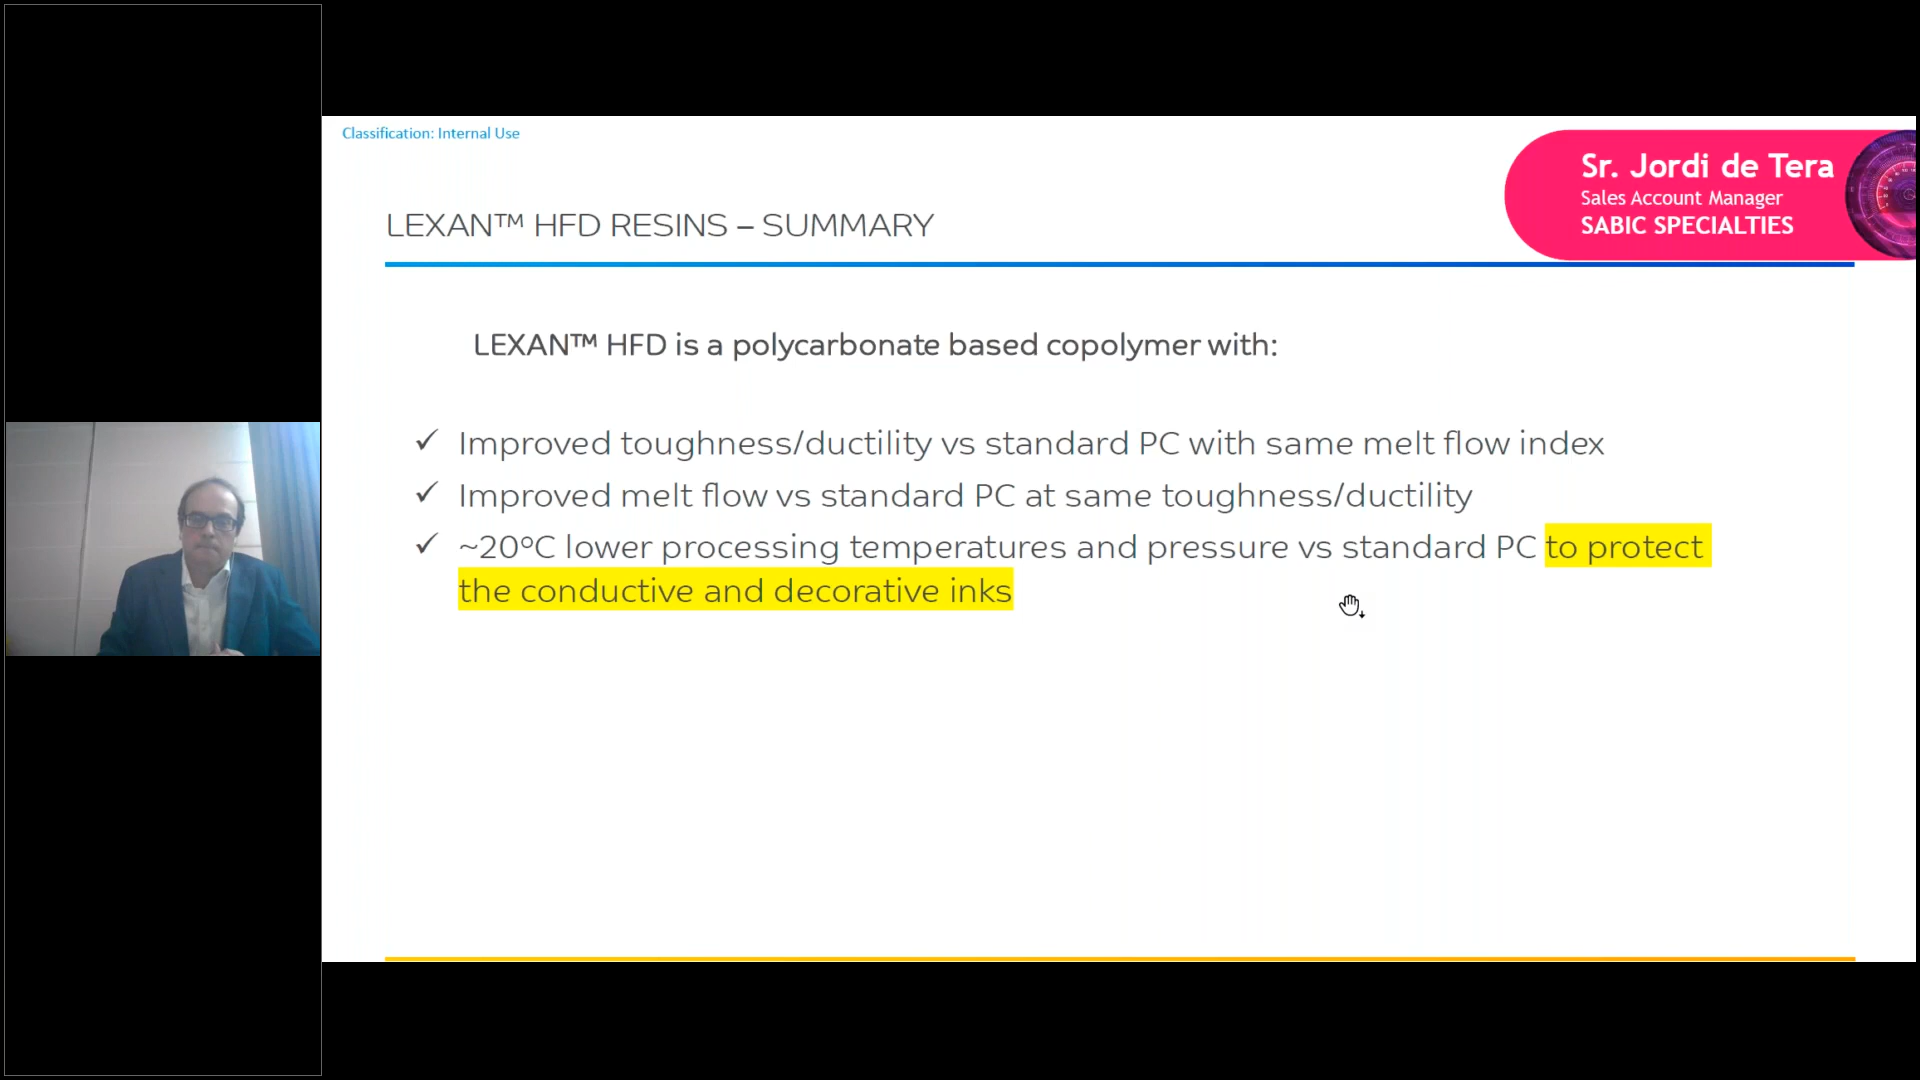 Classification: Internal Use
Sr. Jordi de Tera
Sales Account Manager
SABIC SPECIALTIES
LEXAN™ HFD RESINS – SUMMARY
LEXAN™ HFD is a polycarbonate based copolymer with:
✓ Improved toughness/ductility vs standard PC with same melt flow index
✓ Improved melt flow vs standard PC at same toughness/ductility
✓ ~20°C lower processing temperatures and pressure vs standard PC to protect
the conductive and decorative inks